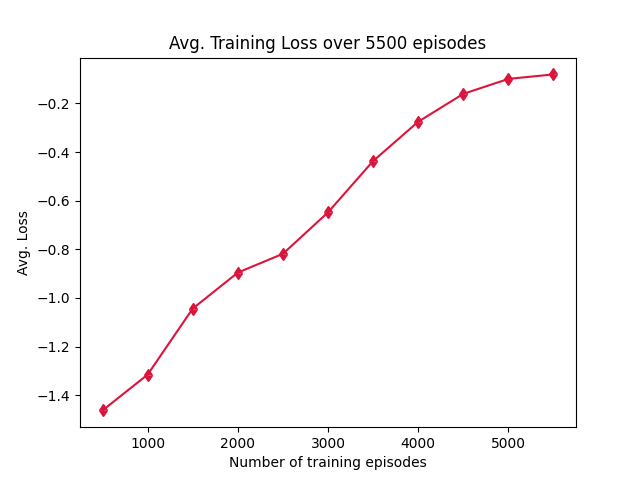 Avg. Training Loss over 5500 episodes
Avg. Loss
−0.2
−0.4
−0.6
−0.8
−1.0
−1.2
−1.4
1000 2000 3000 4000 5000
Number of training episodes